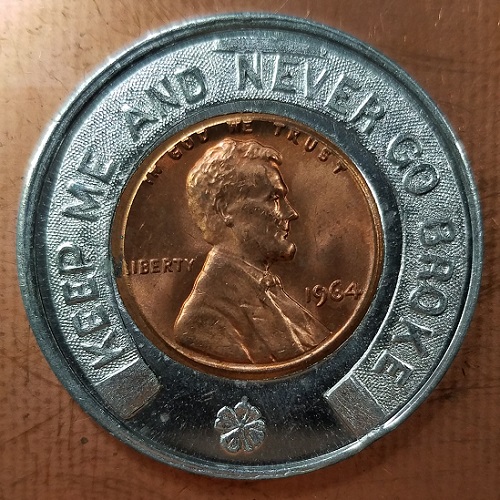 KEEP ME AND NEVER GO BROKE
IN GOD WE TRUST
LIBERTY
1964